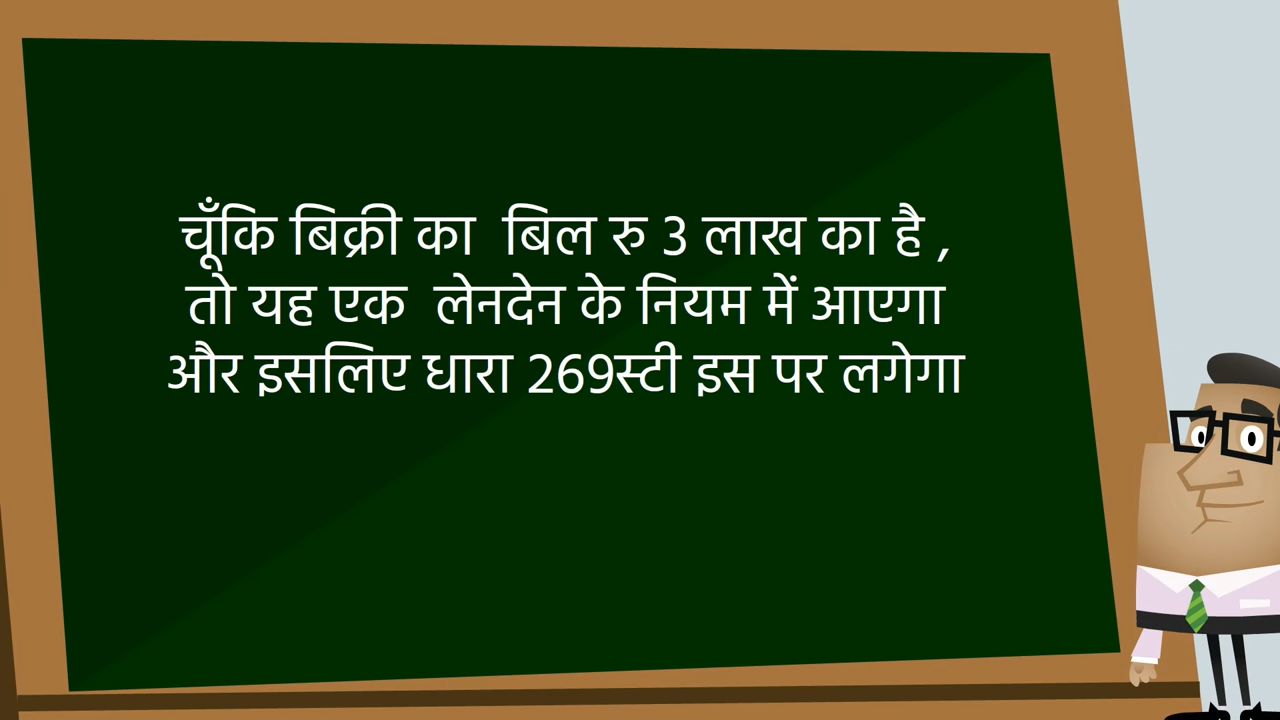 चूँकि बिक्री का बिल रु 3 लाख का है ,
तो यह एक लेनदेन के नियम में आएगा
और इसलिए धारा 269स्टी इस पर लगेगा